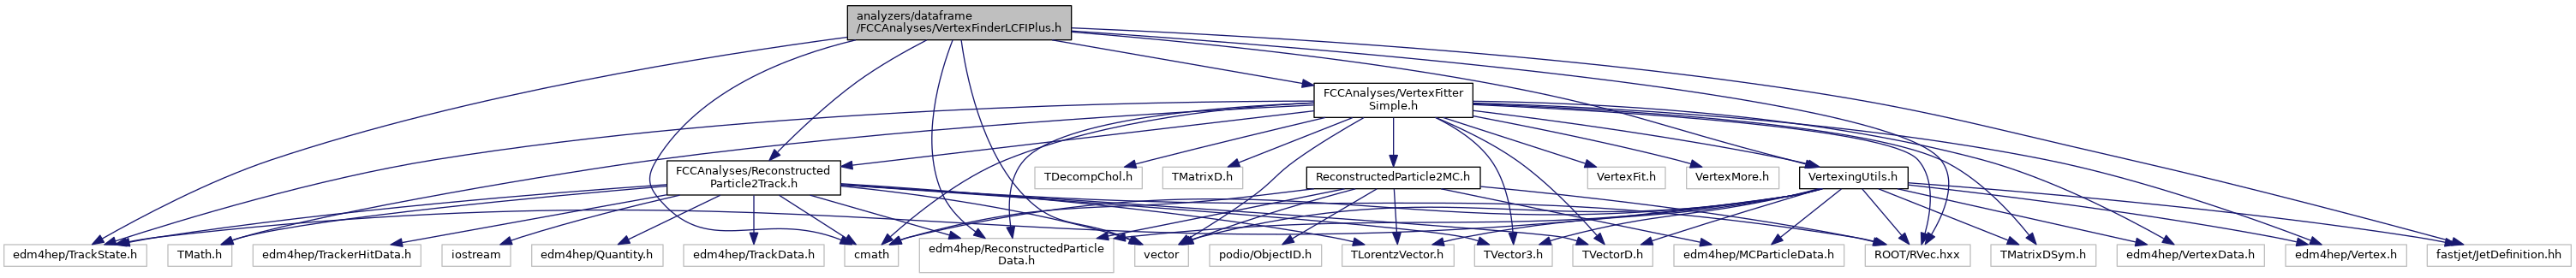 analyzers/dataframe
/FCCAnalyses/VertexFinderLCFIPlus.h
FCCAnalyses/VertexFitter
Simple.h
FCCAnalyses/Reconstructed
Particle2Track.h
TDecompChol.h
TMatrixD.h
ReconstructedParticle2MC.h
VertexFit.h
VertexMore.h
VertexingUtils.h
edm4hep/TrackState.h
TMath.h
edm4hep/TrackerHitData.h
iostream
edm4hep/Quantity.h
edm4hep/TrackData.h
cmath
edm4hep/ReconstructedParticle
Data.h
vector
podio/ObjectID.h
TLorentzVector.h
TVector3.h
TVectorD.h
edm4hep/MCParticleData.h
ROOT/RVec.hxx
TMatrixDSym.h
edm4hep/VertexData.h
edm4hep/Vertex.h
fastjet/JetDefinition.hh